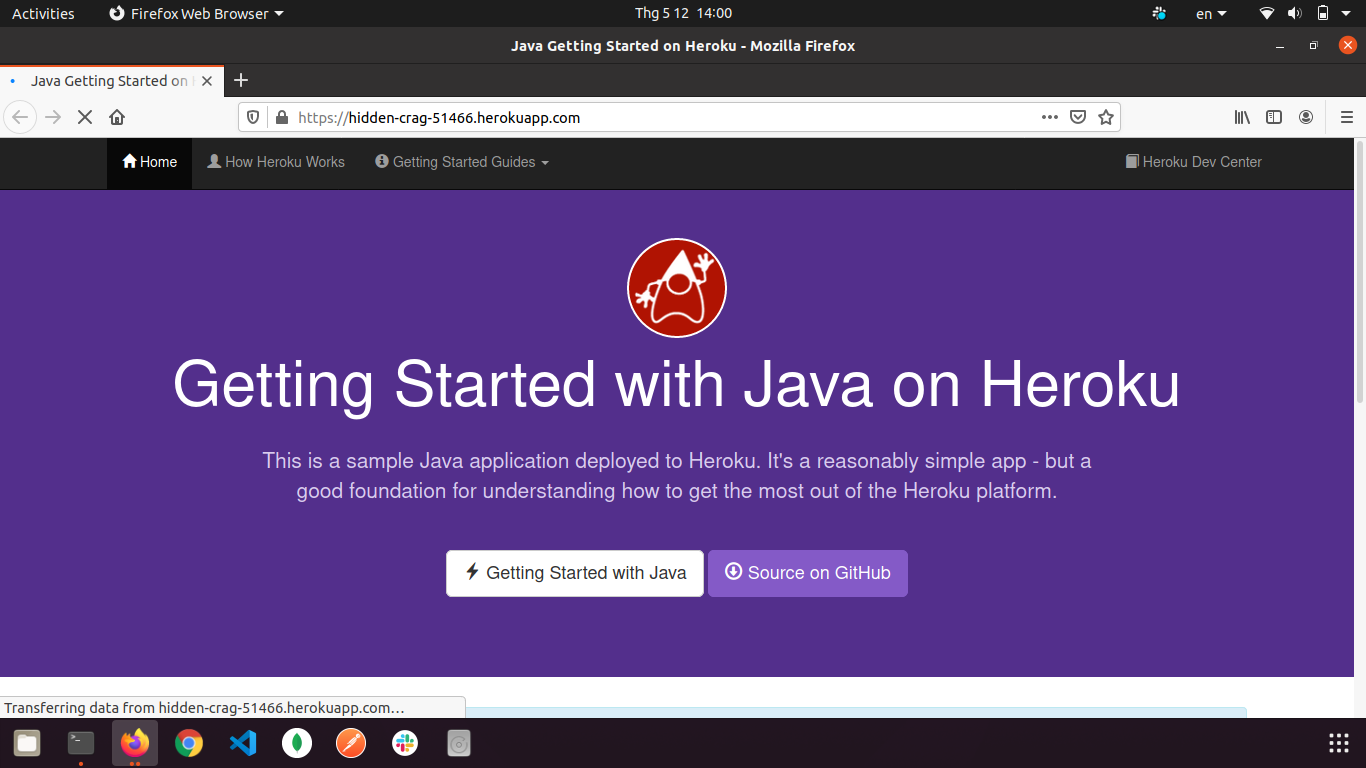 Activities Firefox Web Browser Thg 5 12 14:00 en
Java Getting Started on Heroku - Mozilla Firefox
Java Getting Started on
https://hidden-crag-51466.herokuapp.com
Home How Heroku Works Getting Started Guides Heroku Dev Center
Getting Started with Java on Heroku
This is a sample Java application deployed to Heroku. It's a reasonably simple app - but a
good foundation for understanding how to get the most out of the Heroku platform.
Getting Started with Java Source on GitHub
Transferring data from hidden-crag-51466.herokuapp.com…